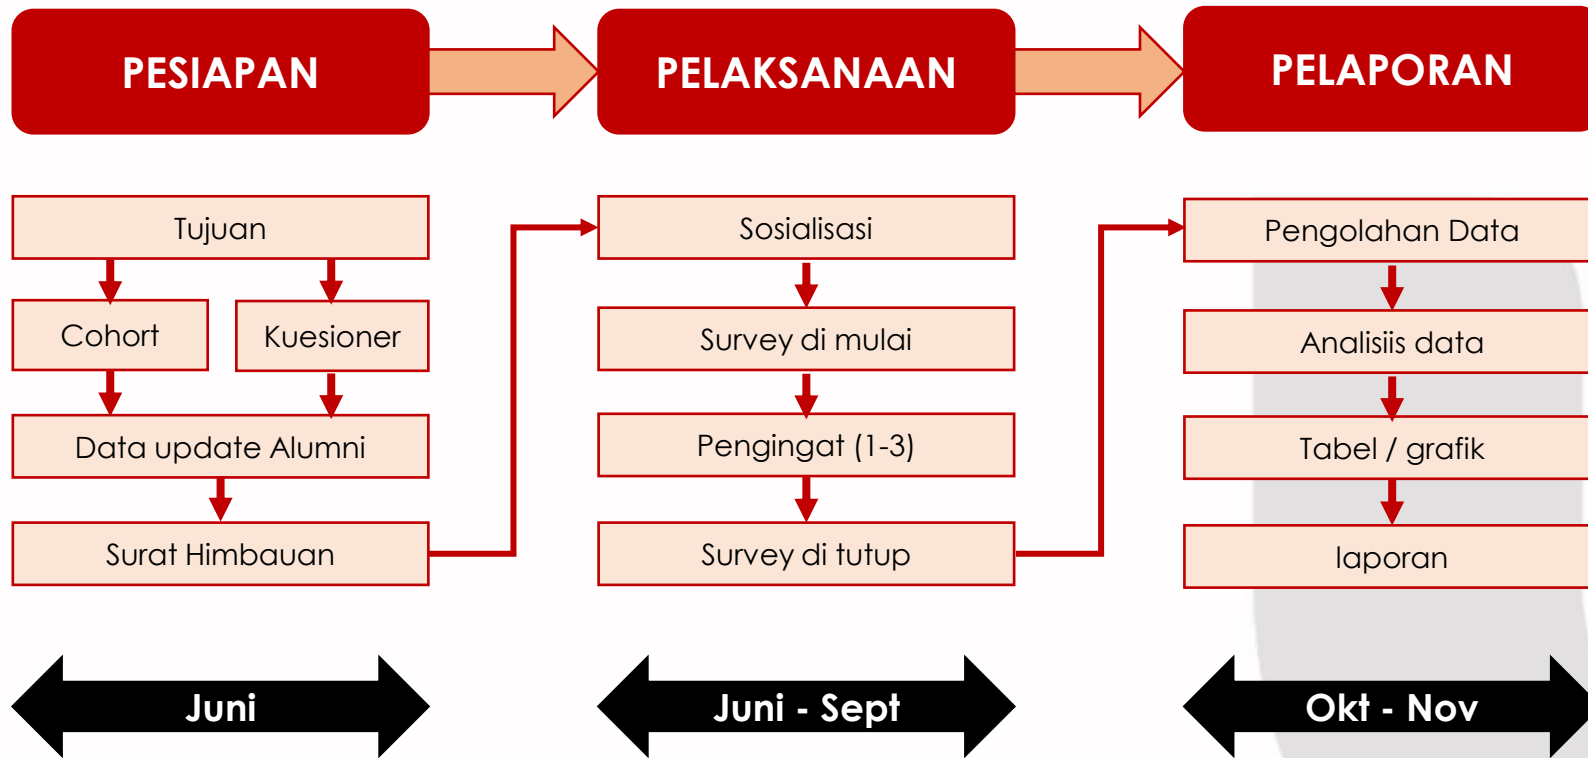 PESIAPAN
PELAKSANAAN
PELAPORAN
Tujuan
Cohort
Kuesioner
Data update Alumni
Surat Himbauan
Sosialisasi
Survey di mulai
Pengingat (1-3)
Survey di tutup
Pengolahan Data
Analisiis data
Tabel / grafik
laporan
Juni
Juni - Sept
Okt - Nov